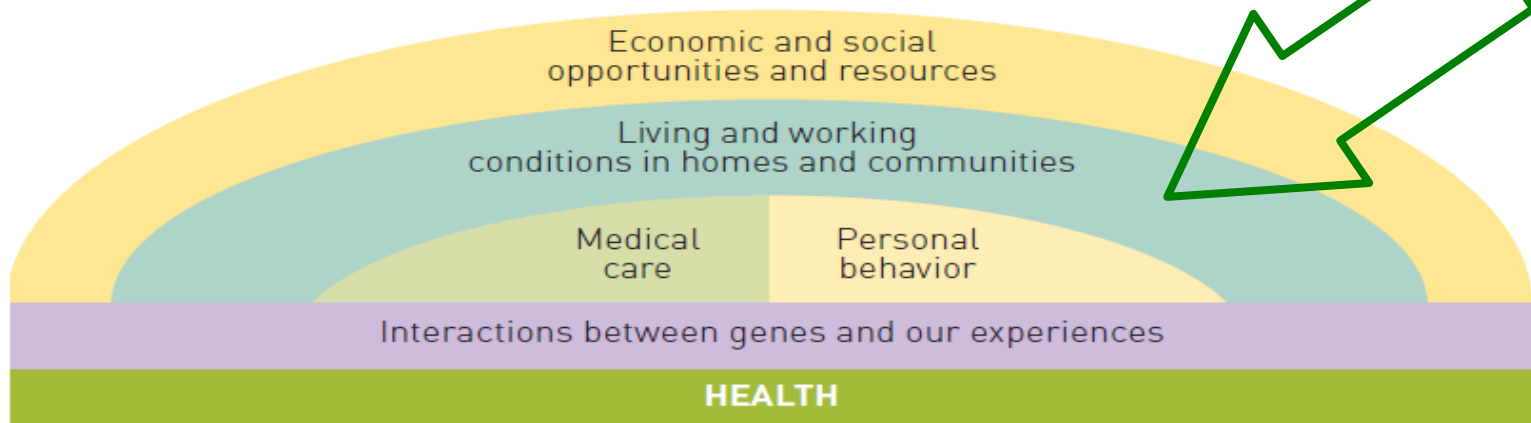 Economic and social
opportunities and resources
Living and working
conditions in homes and communities
Medical
care
Personal
behavior
Interactions between genes and our experiences
HEALTH